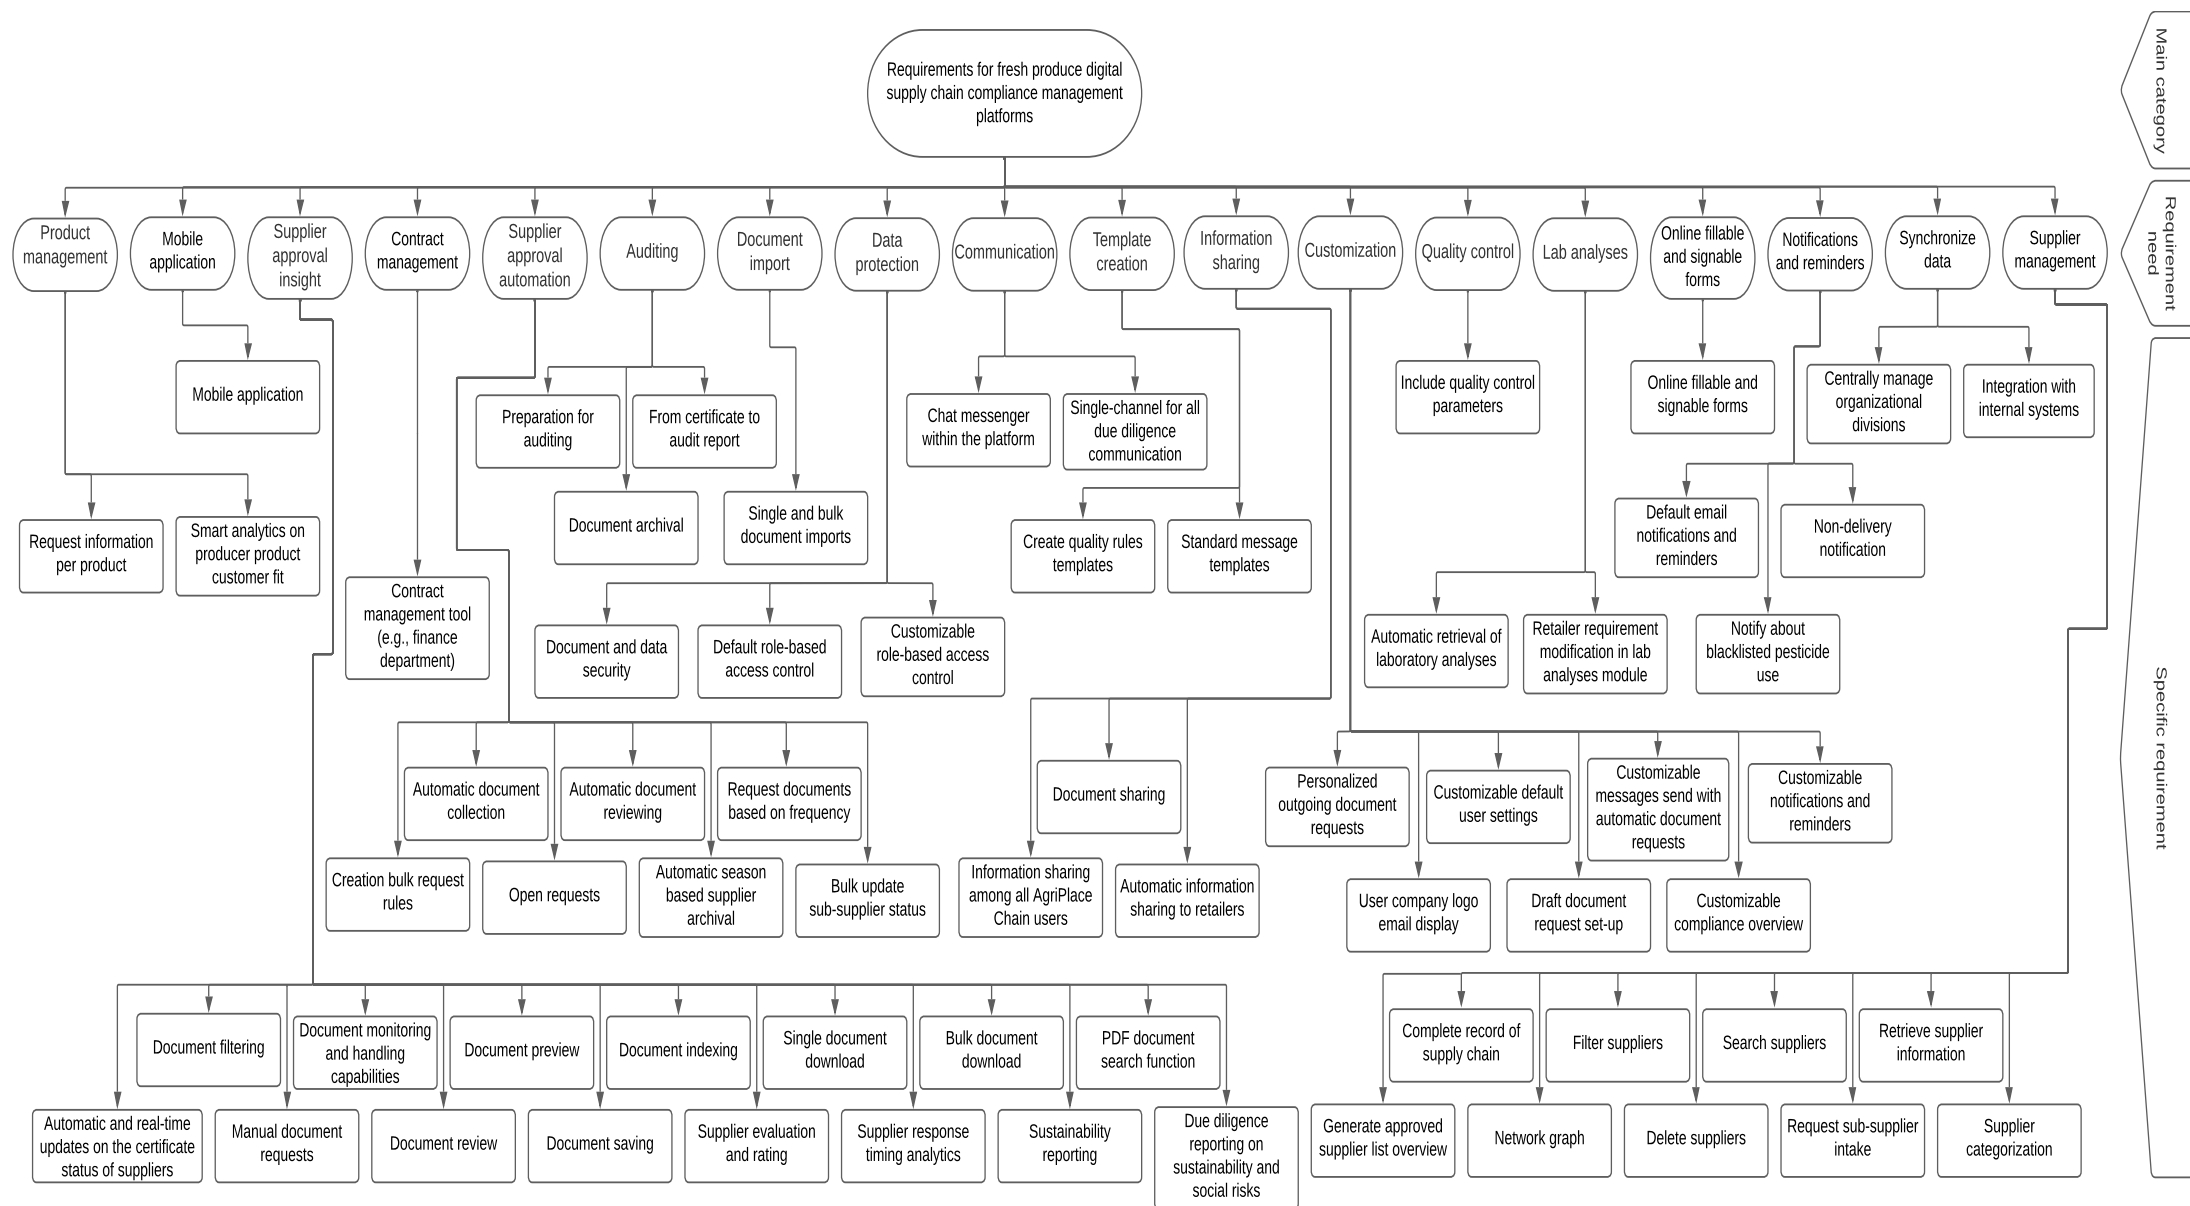 Requirements for fresh produce digital
supply chain compliance management
platforms
Main category
Product
management
Mobile
application
Supplier
approval
insight
Contract
management
Supplier
approval
automation
Auditing
Document
import
Data
protection
Communication
Template
creation
Information
sharing
Customization
Quality control
Lab analyses
Online fillable
and signable
forms
Notifications
and reminders
Synchronize
data
Supplier
management
Requirement
need
Mobile application
Preparation for
auditing
From certificate to
audit report
Chat messenger
within the platform
Single-channel for all
due diligence
communication
Include quality control
parameters
Online fillable and
signable forms
Centrally manage
organizational
divisions
Integration with
internal systems
Request information
per product
Smart analytics on
producer product
customer fit
Document archival
Single and bulk
document imports
Create quality rules
templates
Standard message
templates
Default email
notifications and
reminders
Non-delivery
notification
Contract
management tool
(e.g., finance
department)
Document and data
security
Default role-based
access control
Customizable
role-based access
control
Automatic retrieval of
laboratory analyses
Retailer requirement
modification in lab
analyses module
Notify about
blacklisted pesticide
use
Specific requirement
Automatic document
collection
Automatic document
reviewing
Request documents
based on frequency
Document sharing
Personalized
outgoing document
requests
Customizable default
user settings
Customizable
messages send with
automatic document
requests
Customizable
notifications and
reminders
Creation bulk request
rules
Open requests
Automatic season
based supplier
archival
Bulk update
sub-supplier status
Information sharing
among all AgriPlace
Chain users
Automatic information
sharing to retailers
User company logo
email display
Draft document
request set-up
Customizable
compliance overview
Document filtering
Document monitoring
and handling
capabilities
Document preview
Document indexing
Single document
download
Bulk document
download
PDF document
search function
Complete record of
supply chain
Filter suppliers
Search suppliers
Retrieve supplier
information
Automatic and real-time
updates on the certificate
status of suppliers
Manual document
requests
Document review
Document saving
Supplier evaluation
and rating
Supplier response
timing analytics
Sustainability
reporting
Due diligence
reporting on
sustainability and
social risks
Generate approved
supplier list overview
Network graph
Delete suppliers
Request sub-supplier
intake
Supplier
categorization